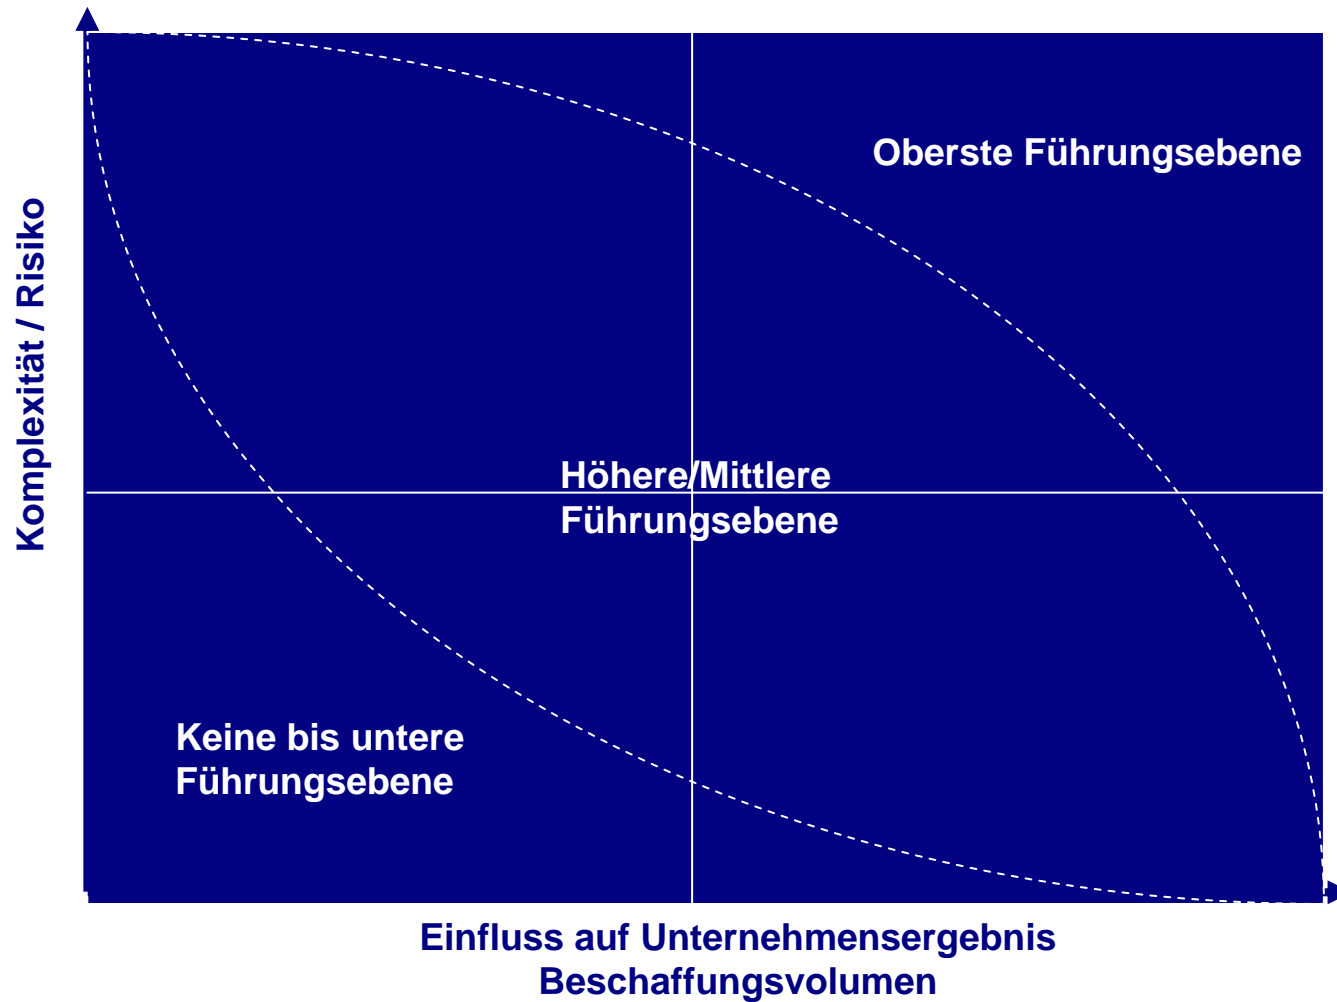 Komplexität / Risiko
Oberste Führungsebene
Höhere/Mittlere
Führungsebene
Keine bis untere
Führungsebene
Einfluss auf Unternehmensergebnis
Beschaffungsvolumen